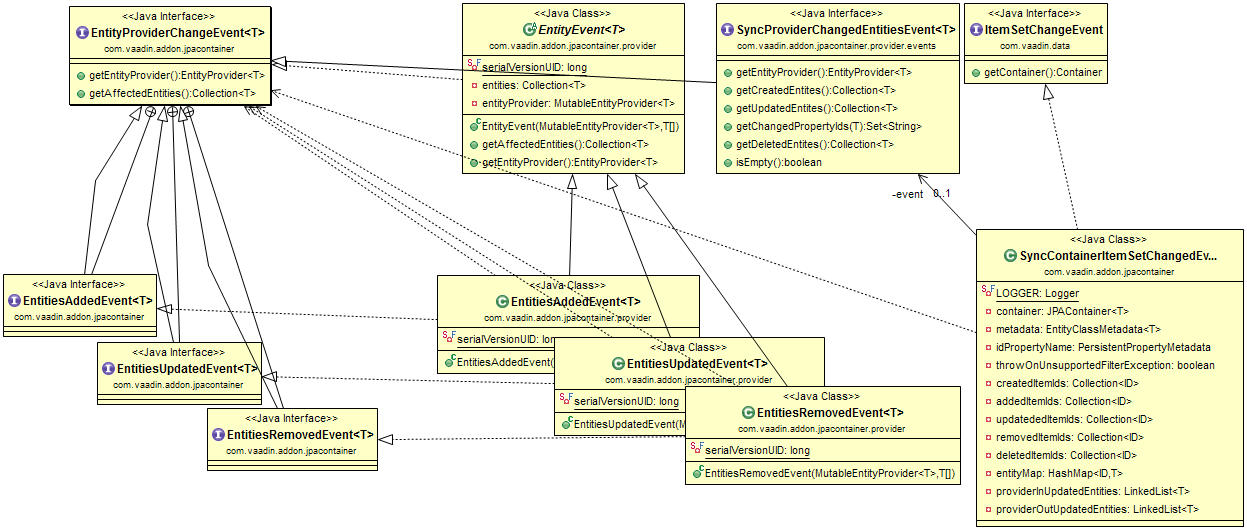 <<Java Interface>>
EntityProviderChangeEvent<T>
com.vaadin.addon.jpacontainer
getEntityProvider():EntityProvider<T>
getAffectedEntities():Collection<T>
<<Java Class>>
EntityEvent<T>
com.vaadin.addon.jpacontainer.provider
serialVersionUID: long
entities: Collection<T>
entityProvider: MutableEntityProvider<T>
EntityEvent(MutableEntityProvider<T>,T[])
getAffectedEntities():Collection<T>
getEntityProvider():EntityProvider<T>
<<Java Interface>>
SyncProviderChangedEntitiesEvent<T>
com.vaadin.addon.jpacontainer.provider.events
getEntityProvider():EntityProvider<T>
getCreatedEntites():Collection<T>
getUpdatedEntites():Collection<T>
getChangedPropertyIds(T):Set<String>
getDeletedEntites():Collection<T>
isEmpty():boolean
<<Java Interface>>
ItemSetChangeEvent
com.vaadin.data
getContainer():Container
-event 0..1
<<Java Class>>
SyncContainerItemSetChangedEv...
com.vaadin.addon.jpacontainer
LOGGER: Logger
container: JPAContainer<T>
metadata: EntityClassMetadata<T>
idPropertyName: PersistentPropertyMetadata
throwOnUnsupportedFilterException: boolean
createdItemIds: Collection<ID>
addedItemIds: Collection<ID>
updatededItemIds: Collection<ID>
removedItemIds: Collection<ID>
deletedItemIds: Collection<ID>
entityMap: HashMap<ID,T>
providerInUpdatedEntities: LinkedList<T>
providerOutUpdatedEntities: LinkedList<T>
<<Java Interface>>
EntitiesAddedEvent<T>
com.vaadin.addon.jpacontainer
<<Java Interface>>
EntitiesUpdatedEvent<T>
com.vaadin.addon.jpacontainer
<<Java Interface>>
EntitiesRemovedEvent<T>
com.vaadin.addon.jpacontainer
<<Java Class>>
EntitiesAddedEvent<T>
com.vaadin.addon.jpacontainer.provider
serialVersionUID: long
EntitiesAddedEvent(
<<Java Class>>
EntitiesUpdatedEvent<T>
com.vaadin.addon.jpacontainer.provider
serialVersionUID: long
EntitiesUpdatedEvent(
<<Java Class>>
EntitiesRemovedEvent<T>
com.vaadin.addon.jpacontainer.provider
serialVersionUID: long
EntitiesRemovedEvent(MutableEntityProvider<T>,T[])